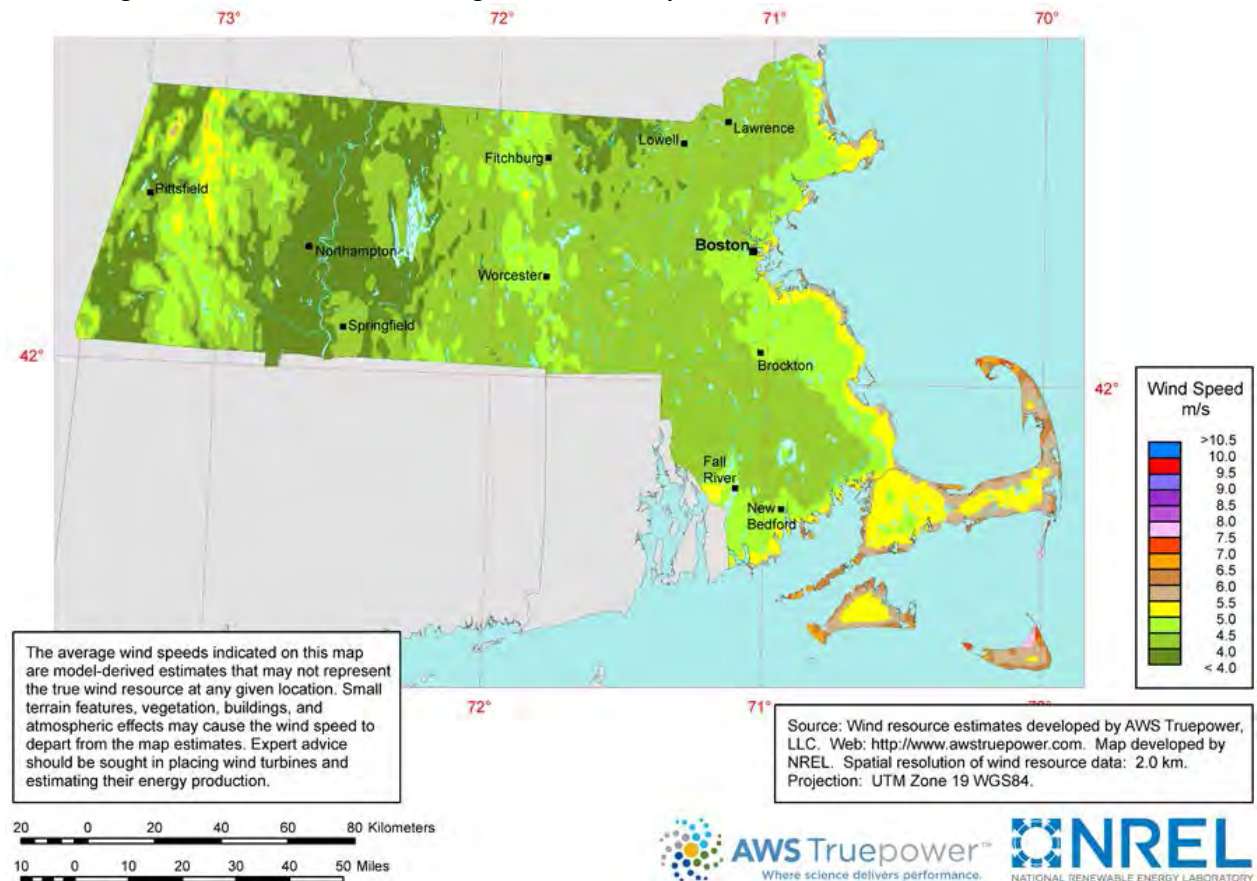 73°
72°
71°
70°
Lawrence
Lowell
Fitchburg
Pittsfield
Boston
Northampton
Worcester
Springfield
42°
Brockton
42°
Fall
River
New
Bedford
Wind Speed
m/s
>10.5
10.0
9.5
9.0
8.5
8.0
7.5
7.0
6.5
6.0
5.5
5.0
4.5
4.0
< 4.0
72°
71°
The average wind speeds indicated on this map
are model-derived estimates that may not represent
the true wind resource at any given location. Small
terrain features, vegetation, buildings, and
atmospheric effects may cause the wind speed to
depart from the map estimates. Expert advice
should be sought in placing wind turbines and
estimating their energy production.
Source: Wind resource estimates developed by AWS Truepower,
LLC. Web: http://www.awstruepower.com. Map developed by
NREL. Spatial resolution of wind resource data: 2.0 km.
Projection: UTM Zone 19 WGS84.
20 0 20 40 60 80 Kilometers
10 0 10 20 30 40 50 Miles
AWS Truepower™
Where science delivers performance.
NREL
NATIONAL RENEWABLE ENERGY LABORATORY